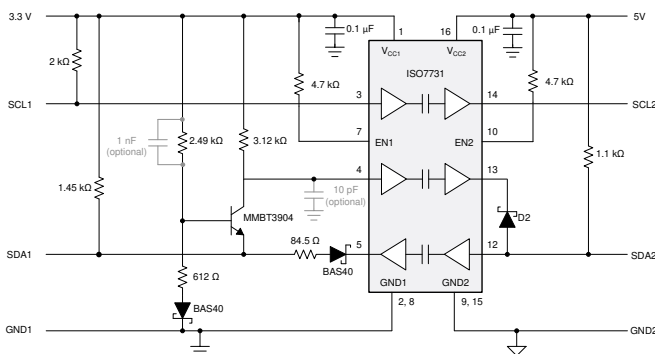 3.3 V
5V
0.1 µF
1
16
0.1 µF
VCC1
VCC2
2 kΩ
ISO7731
4.7 kΩ
4.7 kΩ
SCL1
3
14
SCL2
7
EN1
EN2
10
1 nF
(optional)
2.49 kΩ
3.12 kΩ
1.1 kΩ
4
13
1.45 kΩ
10 pF
(optional)
MMBT3904
D2
84.5 Ω
SDA1
5
12
SDA2
BAS40
612 Ω
GND1
GND2
BAS40
2, 8
9, 15
GND1
GND2